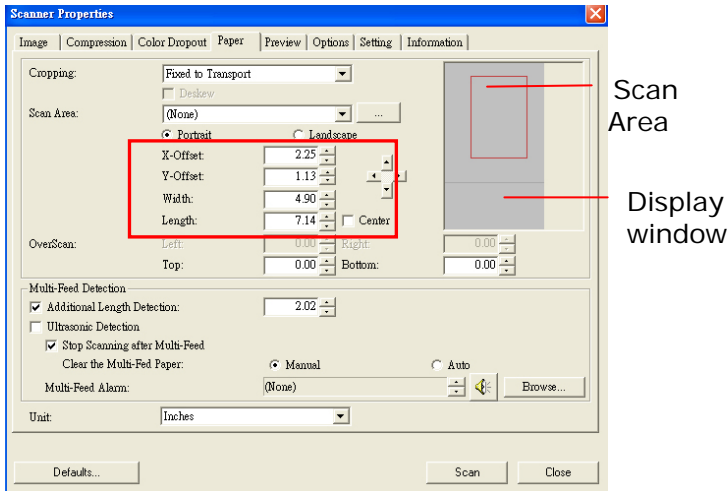 Scanner Properties
Image Compression Color Dropout Paper Preview Options Setting Information
Cropping: Fixed to Transport
Deskew
Scan Area: (None) ...
Portrait Landscape
X-Offset: 2.25
Y-Offset: 1.13
Width: 4.90
Length: 7.14 Center
OverScan: Left: 0.00 Right: 0.00
Top: 0.00 Bottom: 0.00
Multi-Feed Detection
Additional Length Detection: 2.02
Ultrasonic Detection
Stop Scanning after Multi-Feed
Clear the Multi-Fed Paper: Manual Auto
Multi-Feed Alarm: (None) Browse...
Unit: Inches
Defaults... Scan Close
Scan
Area
Display
window